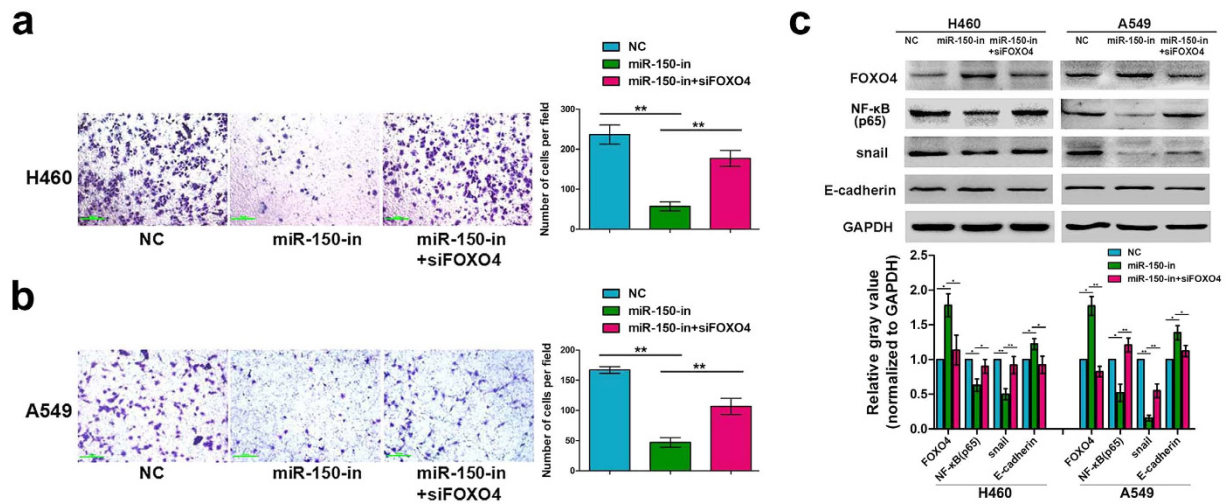 a
H460
NC
miR-150-in
miR-150-in
+siFOXO4
NC
miR-150-in
miR-150-in+siFOXO4
Number of cells per field
300
200
100
0
**
**
b
A549
NC
miR-150-in
miR-150-in
+siFOXO4
NC
miR-150-in
miR-150-in+siFOXO4
Number of cells per field
200
150
100
50
0
**
**
c
H460
A549
NC
miR-150-in
miR-150-in
+siFOXO4
NC
miR-150-in
miR-150-in
+siFOXO4
FOXO4
NF-κB
(p65)
snail
E-cadherin
GAPDH
Relative gray value
(normalized to GAPDH)
2.5
2.0
1.5
1.0
0.5
0.0
NC
miR-150-in
miR-150-in+siFOXO4
* *
* *
** **
* *
* **
* **
** **
* *
FOXO4
NF-κB(p65)
snail
E-cadherin
FOXO4
NF-κB(p65)
snail
E-cadherin
H460
A549